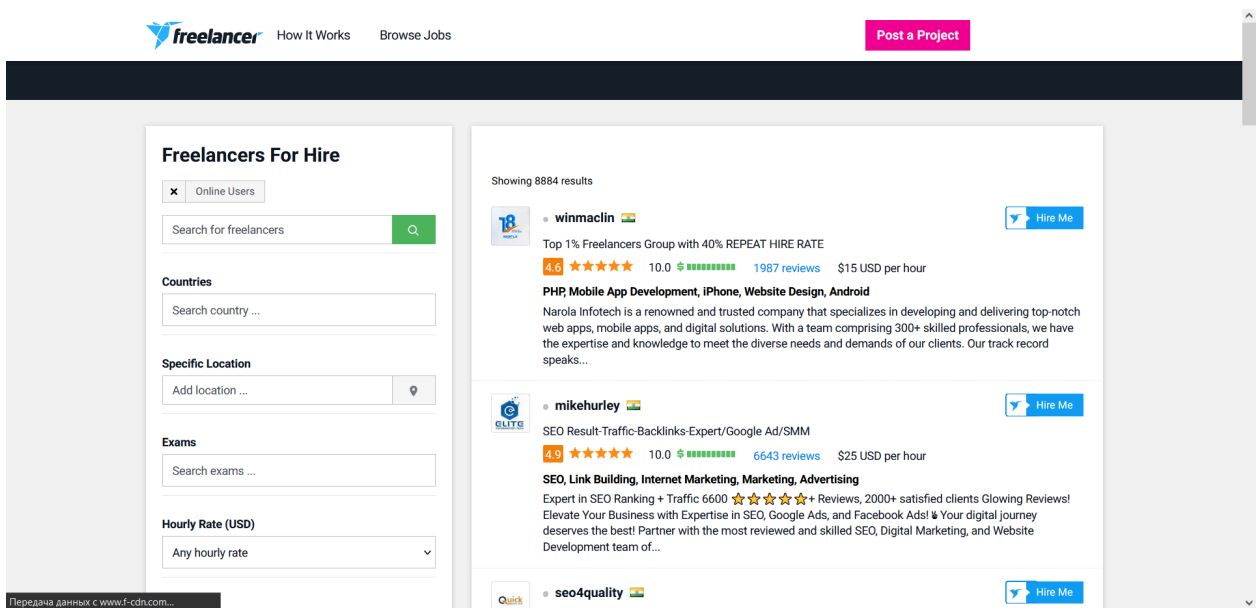 freelancer How It Works Browse Jobs Post a Project
Freelancers For Hire
Online Users
Search for freelancers
Countries
Search country ...
Specific Location
Add location ...
Exams
Search exams ...
Hourly Rate (USD)
Any hourly rate
Showing 8884 results
winmaclin Hire Me
Top 1% Freelancers Group with 40% REPEAT HIRE RATE
4.6 10.0 $ 1987 reviews $15 USD per hour
PHP, Mobile App Development, iPhone, Website Design, Android
Narola Infotech is a renowned and trusted company that specializes in developing and delivering top-notch
web apps, mobile apps, and digital solutions. With a team comprising 300+ skilled professionals, we have
the expertise and knowledge to meet the diverse needs and demands of our clients. Our track record
speaks...
18
ELITE
mikehurley Hire Me
SEO Result-Traffic-Backlinks-Expert/Google Ad/SMM
4.9 10.0 $ 6643 reviews $25 USD per hour
SEO, Link Building, Internet Marketing, Marketing, Advertising
Expert in SEO Ranking + Traffic 6600 ⭐⭐⭐⭐⭐+ Reviews, 2000+ satisfied clients Glowing Reviews!
Elevate Your Business with Expertise in SEO, Google Ads, and Facebook Ads! Your digital journey
deserves the best! Partner with the most reviewed and skilled SEO, Digital Marketing, and Website
Development team of...
Quick
seo4quality Hire Me
Передача данных с www.f-cdn.com...